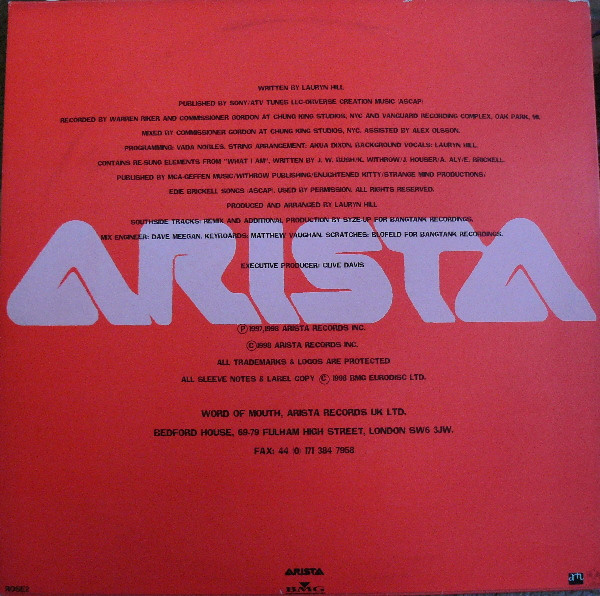 WRITTEN BY LAURYN HILL
PUBLISHED BY SONY/ATV TUNES LLC-OBVERSE CREATION MUSIC (ASCAP)
RECORDED BY WARREN RIKER AND COMMISSIONER GORDON AT CHUNG KING STUDIOS, NYC AND VANGUARD RECORDING COMPLEX, OAK PARK, MI.
MIXED BY COMMISSIONER GORDON AT CHUNG KING STUDIOS, NYC. ASSISTED BY ALEX OLSSON.
PROGRAMMING: VADA NOBLES. STRING ARRANGEMENT: AKUA DIXON. BACKGROUND VOCALS: LAURYN HILL.
CONTAINS RE-SUNG ELEMENTS FROM "WHAT I AM", WRITTEN BY J. W. BUSH/K. WITHROW/J HOUSER/A. ALY/E. BRICKELL.
PUBLISHED BY MCA-GEFFEN MUSIC/WITHROW PUBLISHING/ENLIGHTENED KITTY/STRANGE MIND PRODUCTIONS/
EDIE BRICKELL SONGS (ASCAP). USED BY PERMISSION. ALL RIGHTS RESERVED.
PRODUCED AND ARRANGED BY LAURYN HILL
SOUTHSIDE TRACKS: REMIX AND ADDITIONAL PRODUCTION BY SYZE-UP FOR BANGTANK RECORDINGS.
MIX ENGINEER: DAVE MEEGAN. KEYBOARDS: MATTHEW VAUGHAN. SCRATCHES: BLOFELD FOR BANGTANK RECORDINGS.
EXECUTIVE PRODUCER: CLIVE DAVIS
ARISTA
Ⓟ1997,1998 ARISTA RECORDS INC.
©1998 ARISTA RECORDS INC.
ALL TRADEMARKS & LOGOS ARE PROTECTED
ALL SLEEVE NOTES & LABEL COPY © 1998 BMG EURODISC LTD.
WORD OF MOUTH, ARISTA RECORDS UK LTD.
BEDFORD HOUSE, 69-79 FULHAM HIGH STREET, LONDON SW6 3JW.
FAX: 44 (0) 171 384 7958
ARISTA
BMG
ROSE3